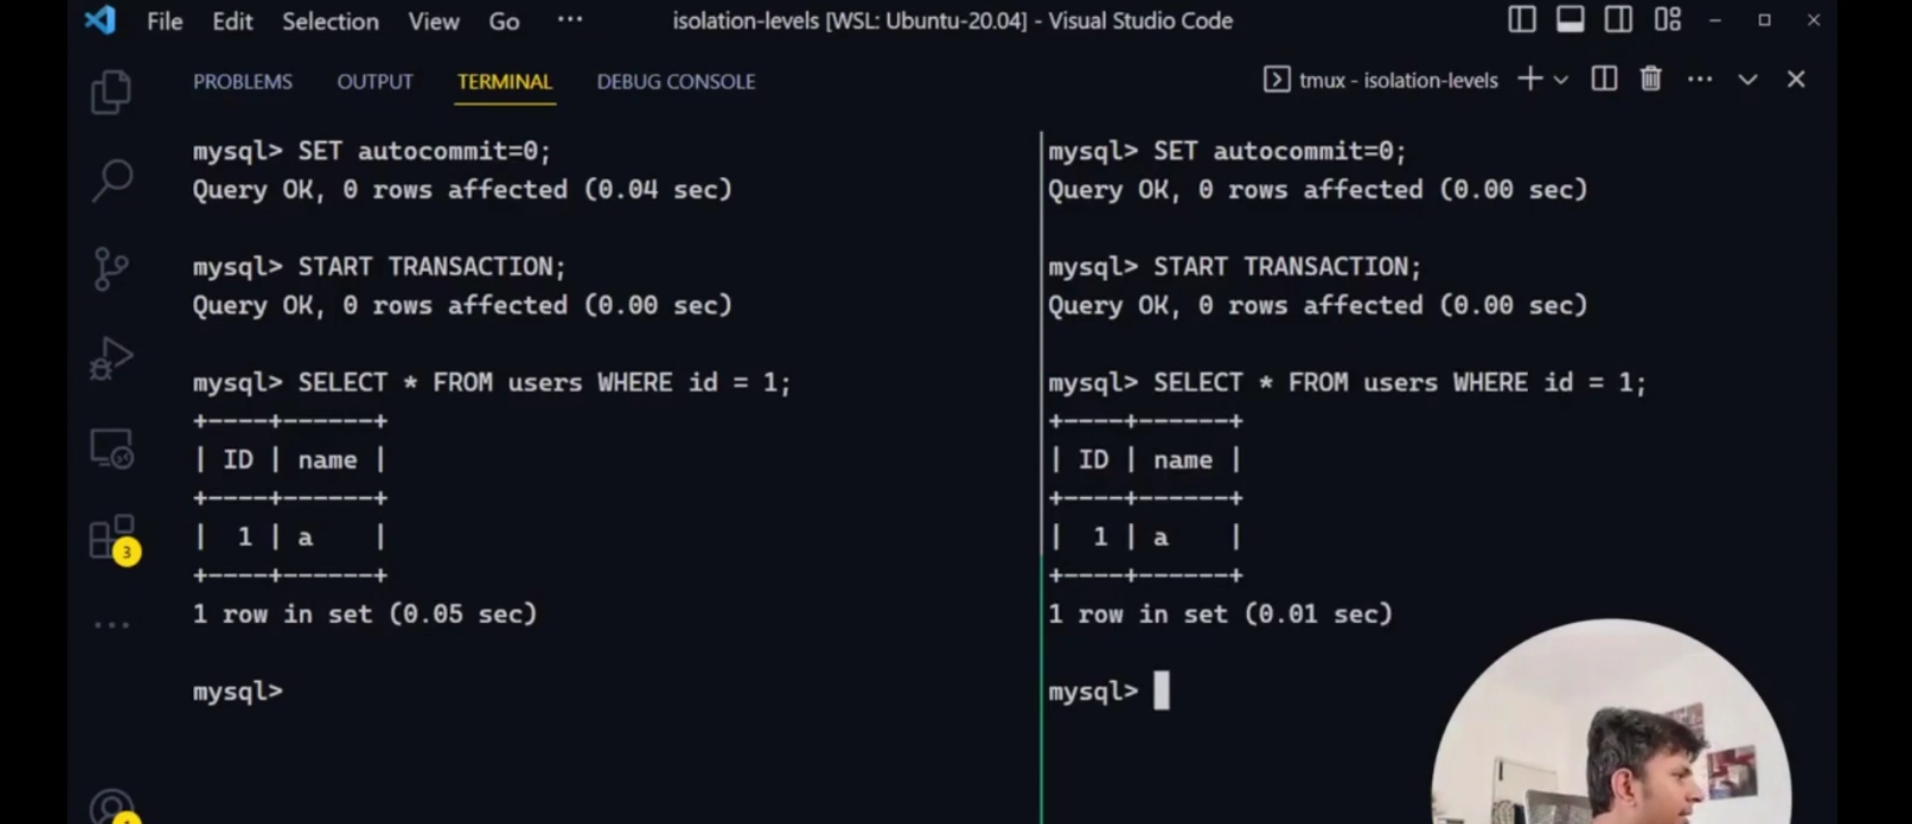 File Edit Selection View Go ··· isolation-levels [WSL: Ubuntu-20.04] - Visual Studio Code
PROBLEMS OUTPUT TERMINAL DEBUG CONSOLE tmux - isolation-levels
mysql> SET autocommit=0;
Query OK, 0 rows affected (0.04 sec)
mysql> START TRANSACTION;
Query OK, 0 rows affected (0.00 sec)
mysql> SELECT * FROM users WHERE id = 1;
+----+------+
| ID | name |
+----+------+
| 1 | a |
+----+------+
1 row in set (0.05 sec)
mysql>
mysql> SET autocommit=0;
Query OK, 0 rows affected (0.00 sec)
mysql> START TRANSACTION;
Query OK, 0 rows affected (0.00 sec)
mysql> SELECT * FROM users WHERE id = 1;
+----+------+
| ID | name |
+----+------+
| 1 | a |
+----+------+
1 row in set (0.01 sec)
mysql>
3